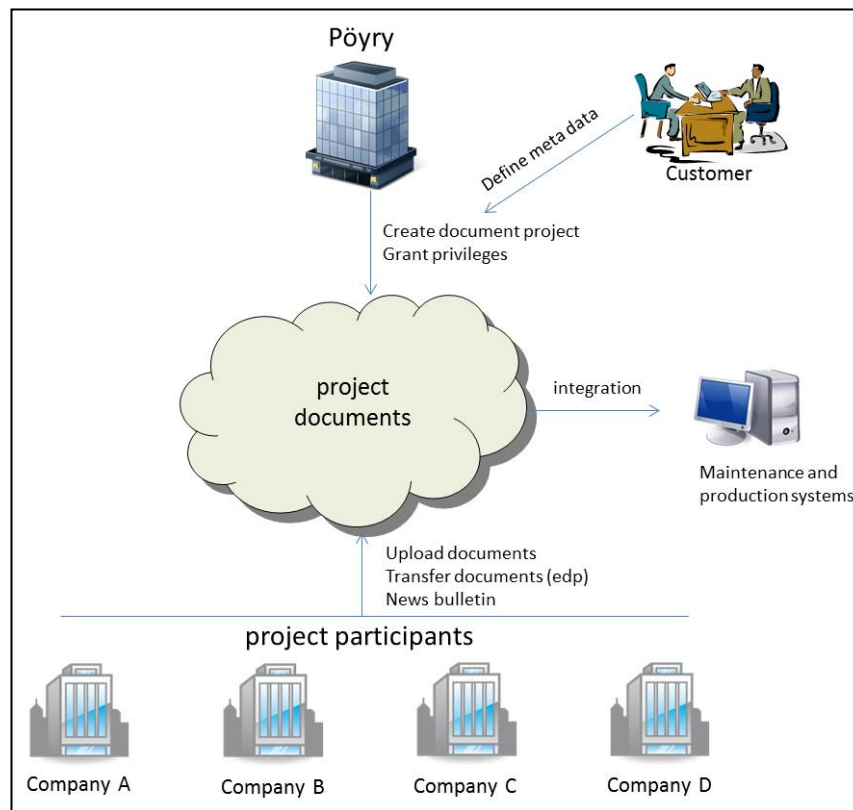 Pöyry
Define meta data
Customer
Create document project
Grant privileges
project
documents
integration
Maintenance and
production systems
Upload documents
Transfer documents (edp)
News bulletin
project participants
Company A
Company B
Company C
Company D